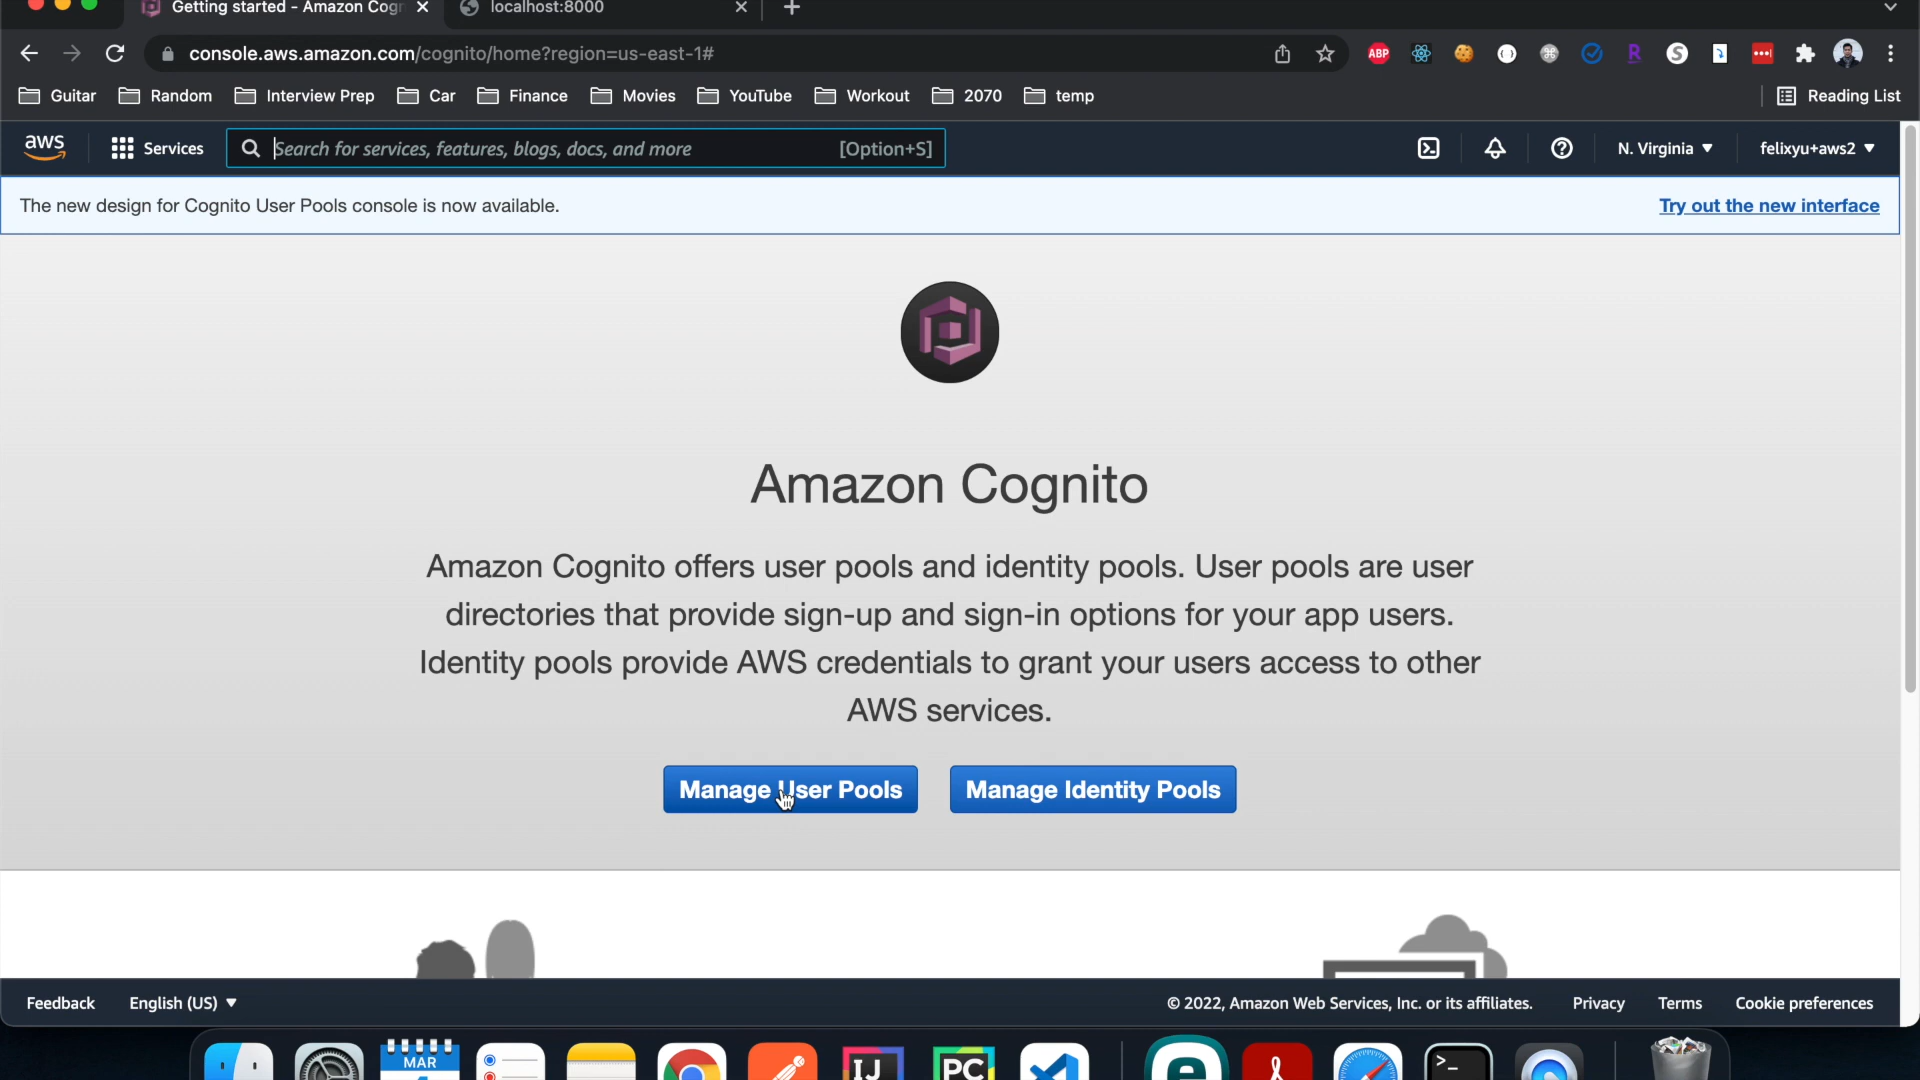 Getting started - Amazon Cog
localhost:8000
console.aws.amazon.com/cognito/home?region=us-east-1#
ABP
Guitar
Random
Interview Prep
Car
Finance
Movies
YouTube
Workout
2070
temp
Reading List
aws
Services
Search for services, features, blogs, docs, and more
[Option+S]
N. Virginia
felixyu+aws2
The new design for Cognito User Pools console is now available.
Try out the new interface
Amazon Cognito
Amazon Cognito offers user pools and identity pools. User pools are user
directories that provide sign-up and sign-in options for your app users.
Identity pools provide AWS credentials to grant your users access to other
AWS services.
Manage User Pools
Manage Identity Pools
Feedback
English (US)
© 2022, Amazon Web Services, Inc. or its affiliates.
Privacy
Terms
Cookie preferences
MAR
IJ
PC